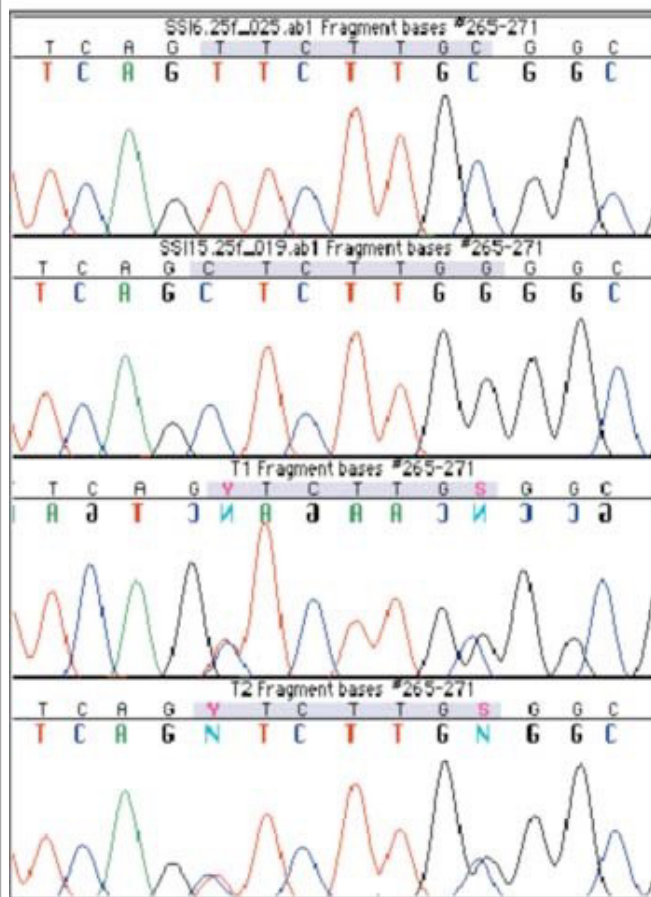 SSI6.25f_025.ab1 Fragment bases #265-271
T C A G T T C T T G C G G C
T C A G T T C T T G C G G C
SSI15.25f_019.ab1 Fragment bases #265-271
T C A G C T C T T G G G G C
T C A G C T C T T G G G G C
T1 Fragment bases #265-271
T C A G Y T C T T G S G G C
A G T C N A G A A C N C C G
T2 Fragment bases #265-271
T C A G Y T C T T G S G G C
T C A G N T C T T G N G G C